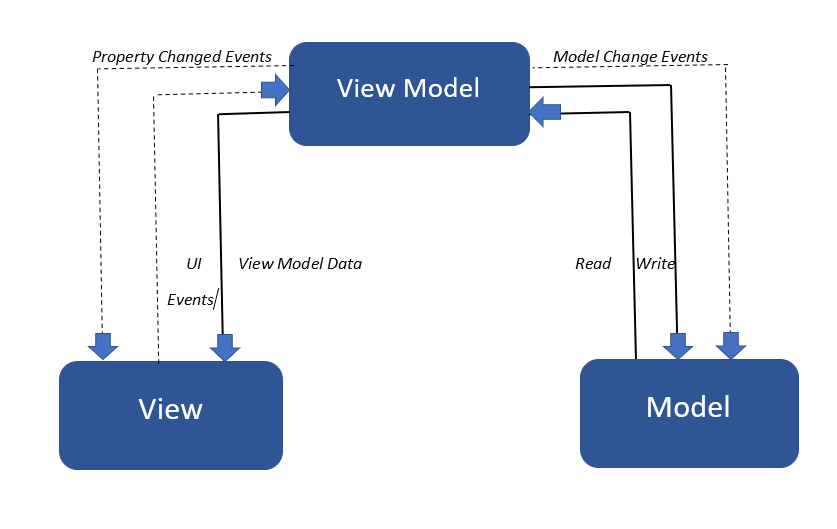 Property Changed Events
Model Change Events
View Model
UI
View Model Data
Read
Write
Events/
View
Model